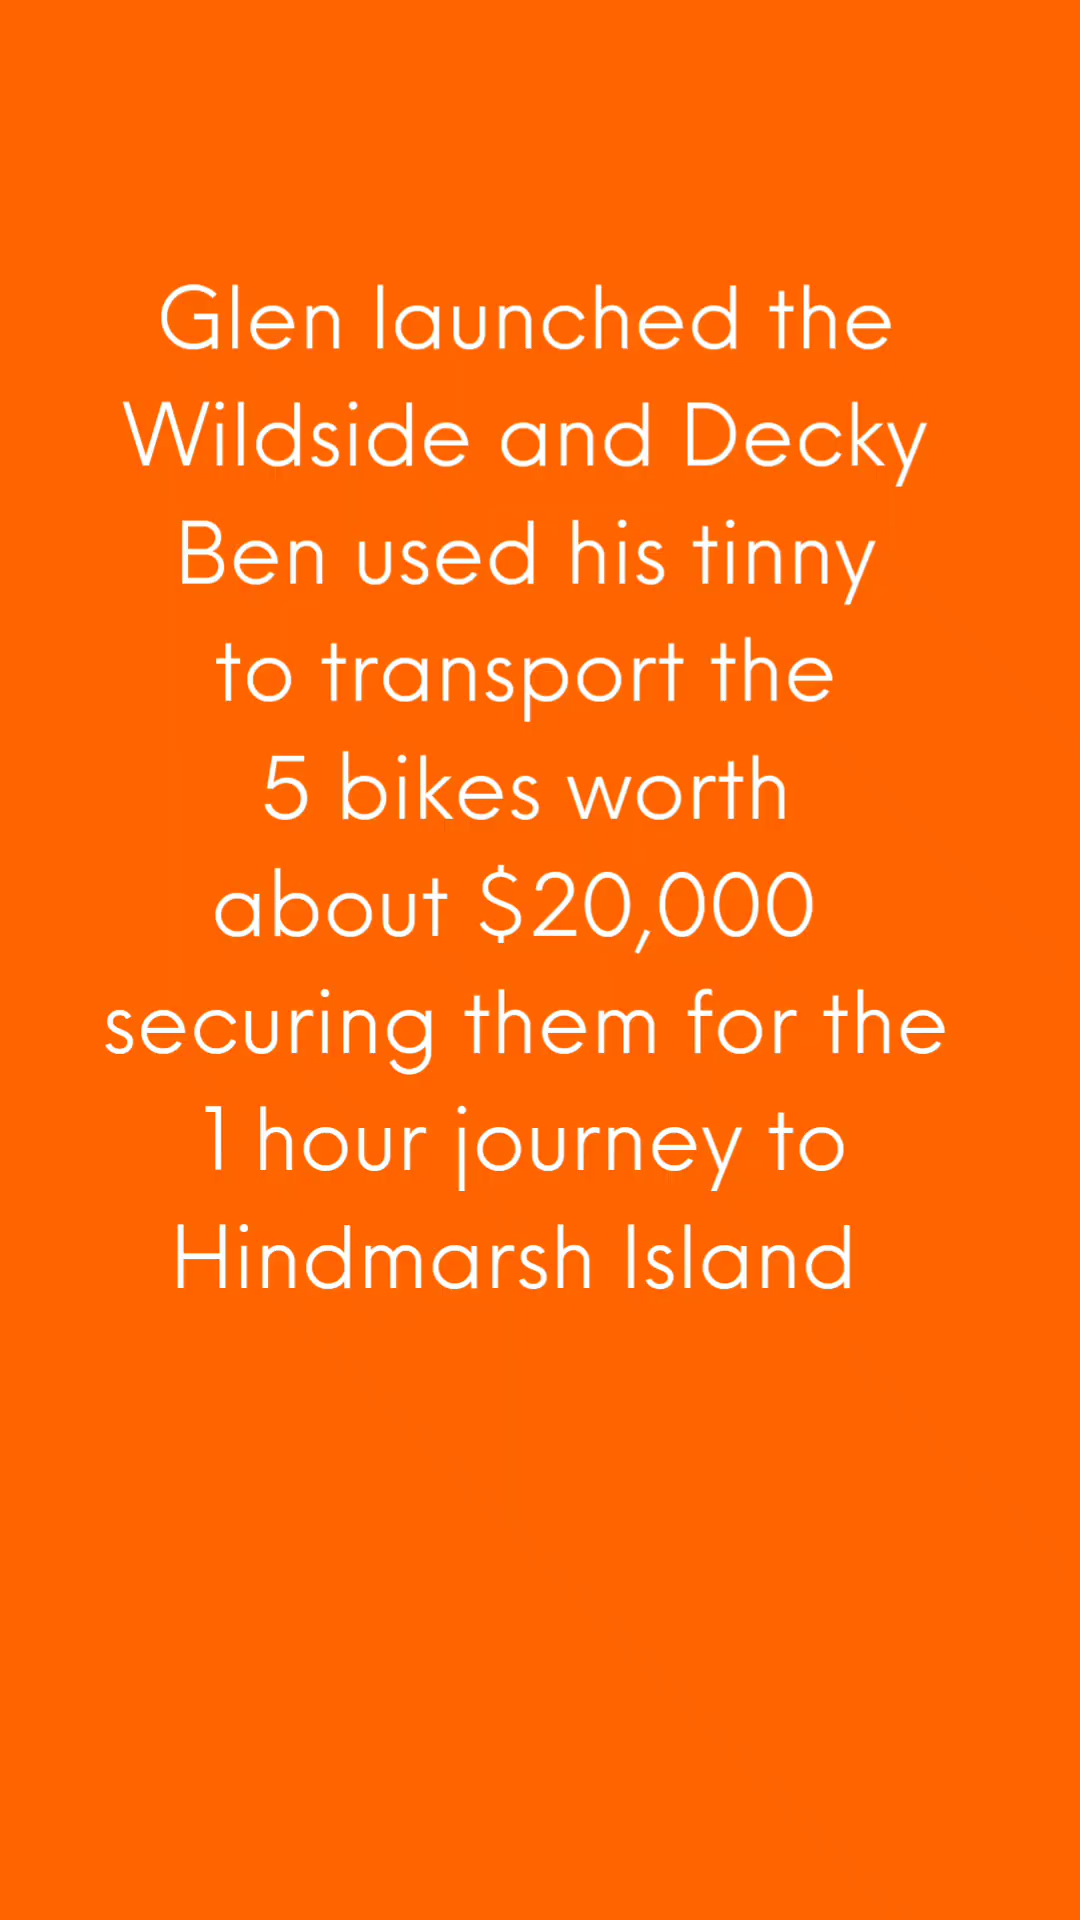 Glen launched the
Wildside and Decky
Ben used his tinny
to transport the
5 bikes worth
about $20,000
securing them for the
1 hour journey to
Hindmarsh Island